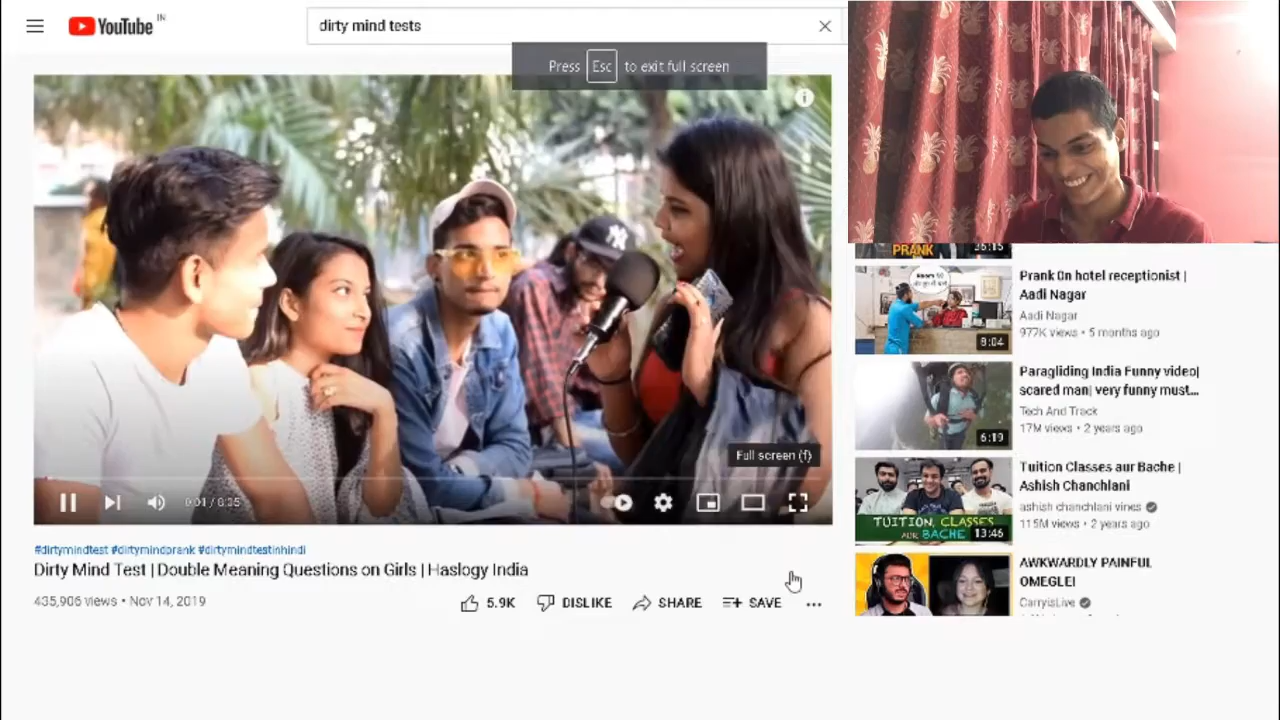 YouTube IN
dirty mind tests
Press Esc to exit full screen
PRANK
Full screen (f)
0:01 / 8:35
#dirtymindtest #dirtymindprank #dirtymindtestinhindi
Dirty Mind Test | Double Meaning Questions on Girls | Haslogy India
435,906 views • Nov 14, 2019
5.9K
DISLIKE
SHARE
SAVE
Prank On hotel receptionist |
Aadi Nagar
Aadi Nagar
977K views • 5 months ago
8:04
Paragliding India Funny video|
scared man| very funny must...
Tech And Track
17M views • 2 years ago
6:19
Tuition Classes aur Bache |
Ashish Chanchlani
ashish chanchlani vines
115M views • 2 years ago
TUITION CLASSES
AUR BACHE
13:46
AWKWARDLY PAINFUL
OMEGLE!
CarryisLive